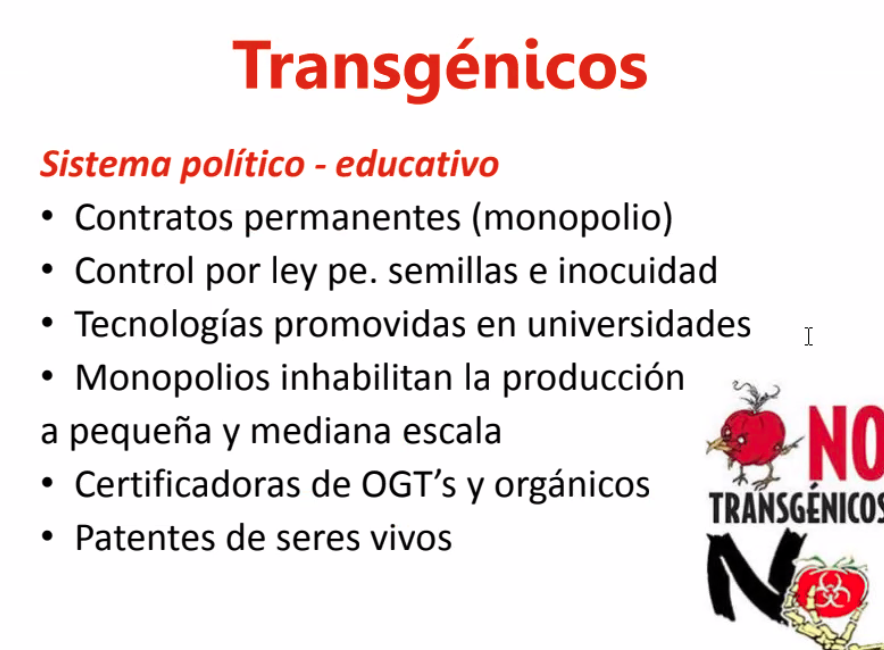 Transgénicos
Sistema político - educativo
• Contratos permanentes (monopolio)
• Control por ley pe. semillas e inocuidad
• Tecnologías promovidas en universidades
• Monopolios inhabilitan la producción
a pequeña y mediana escala
• Certificadoras de OGT’s y orgánicos
• Patentes de seres vivos
NO
TRANSGÉNICOS
No